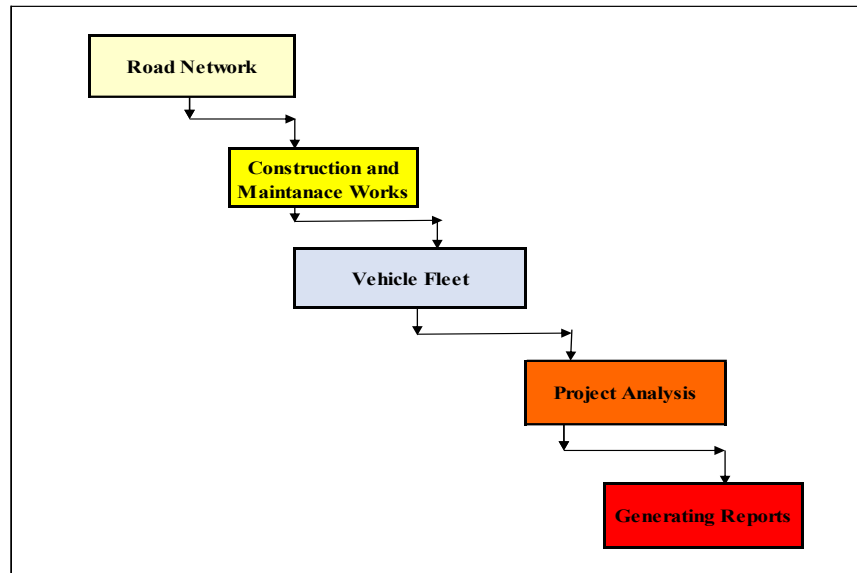 Road Network
Construction and
Maintanace Works
Vehicle Fleet
Project Analysis
Generating Reports